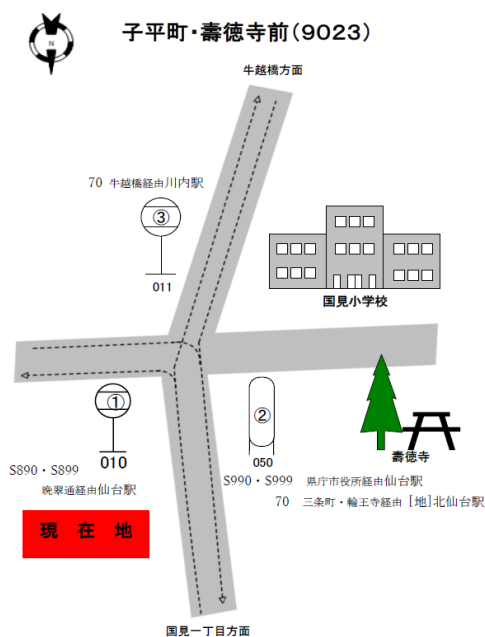 子平町・壽徳寺前(9023)
N
牛越橋方面
70 牛越橋経由川内駅
③
011
国見小学校
①
010
②
050
壽徳寺
S890・S899
晩翠通経由仙台駅
S990・S999 県庁市役所経由仙台駅
70 三条町・輪王寺経由 [地]北仙台駅
現在地
国見一丁目方面